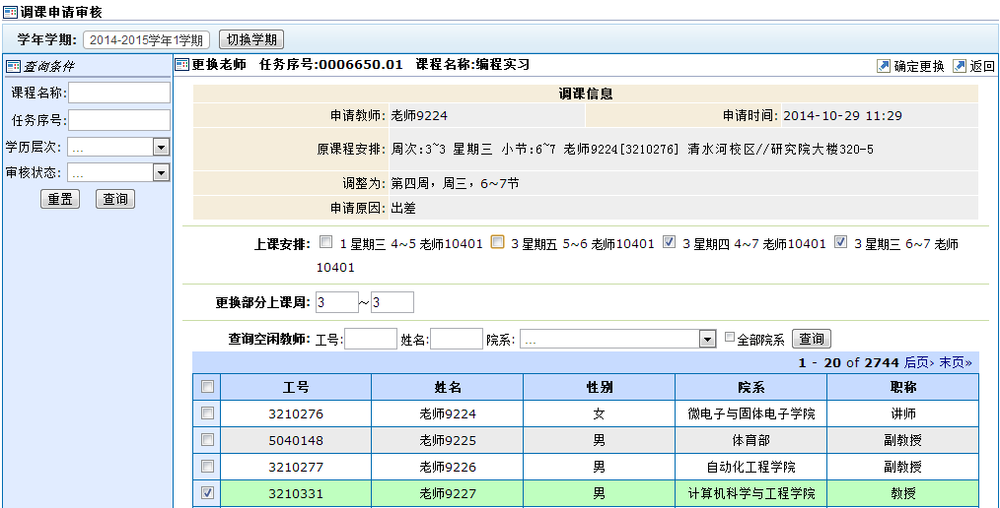 调课申请审核
学年学期: 2014-2015学年1学期 切换学期
查询条件
课程名称:
任务序号:
学历层次: ...
审核状态: ...
重置 查询
更换老师 任务序号:0006650.01 课程名称:编程实习 确定更换 返回
调课信息
申请教师: 老师9224 申请时间: 2014-10-29 11:29
原课程安排: 周次:3~3 星期三 小节:6~7 老师9224[3210276] 清水河校区//研究院大楼320-5
调整为: 第四周，周三，6~7节
申请原因: 出差
上课安排: 1 星期三 4~5 老师10401 3 星期五 5~6 老师10401 3 星期四 4~7 老师10401 3 星期三 6~7 老师
10401
更换部分上课周: 3 ~ 3
查询空闲教师: 工号: 姓名: 院系: ... 全部院系 查询
1 - 20 of 2744 后页› 末页»
工号 姓名 性别 院系 职称
3210276 老师9224 女 微电子与固体电子学院 讲师
5040148 老师9225 男 体育部 副教授
3210277 老师9226 男 自动化工程学院 副教授
3210331 老师9227 男 计算机科学与工程学院 教授